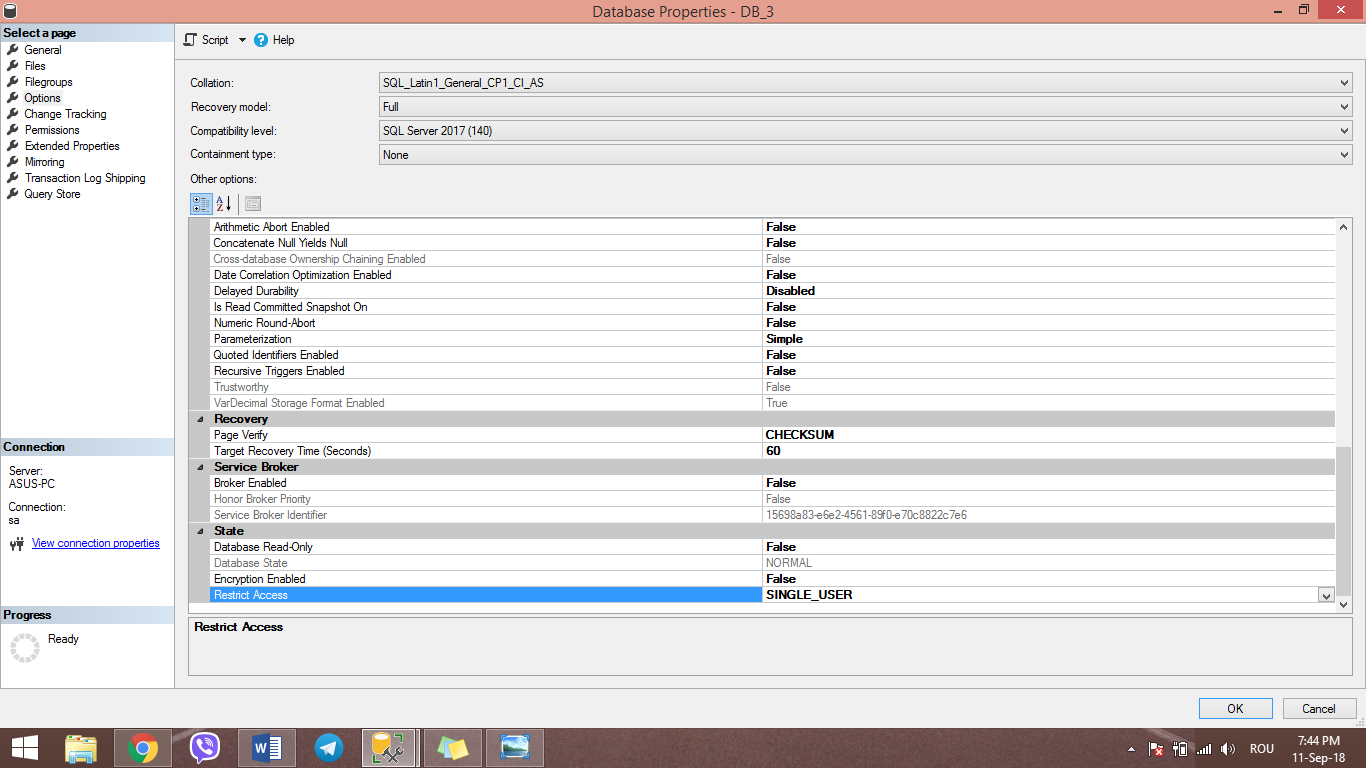 Database Properties - DB_3
Select a page
General
Files
Filegroups
Options
Change Tracking
Permissions
Extended Properties
Mirroring
Transaction Log Shipping
Query Store
Script
Help
Collation: SQL_Latin1_General_CP1_CI_AS
Recovery model: Full
Compatibility level: SQL Server 2017 (140)
Containment type: None
Other options:
Arithmetic Abort Enabled False
Concatenate Null Yields Null False
Cross-database Ownership Chaining Enabled False
Date Correlation Optimization Enabled False
Delayed Durability Disabled
Is Read Committed Snapshot On False
Numeric Round-Abort False
Parameterization Simple
Quoted Identifiers Enabled False
Recursive Triggers Enabled False
Trustworthy False
VarDecimal Storage Format Enabled True
Recovery
Page Verify CHECKSUM
Target Recovery Time (Seconds) 60
Service Broker
Broker Enabled False
Honor Broker Priority False
Service Broker Identifier 15698a83-e6e2-4561-89f0-e70c8822c7e6
State
Database Read-Only False
Database State NORMAL
Encryption Enabled False
Restrict Access SINGLE_USER
Restrict Access
Connection
Server:
ASUS-PC
Connection:
sa
View connection properties
Progress
Ready
OK
Cancel
ROU
7:44 PM
11-Sep-18